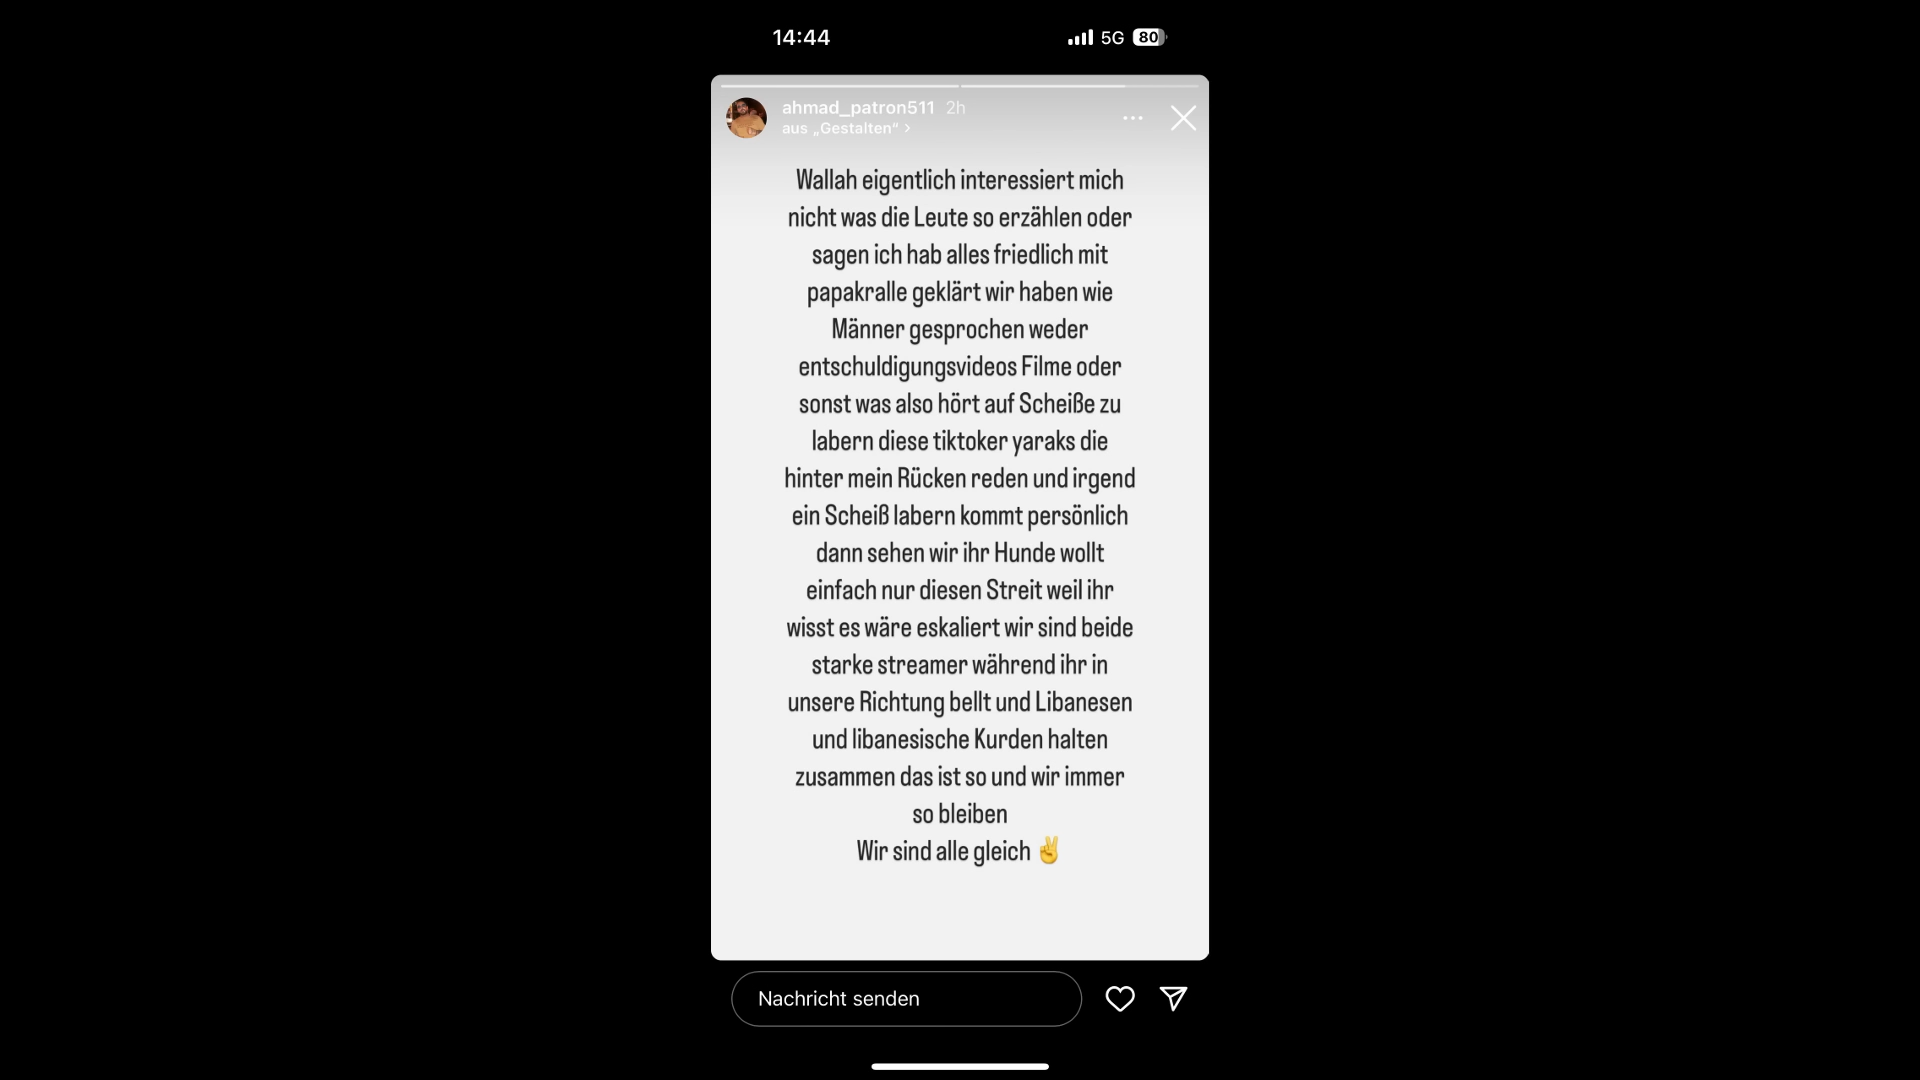 14:44
5G 80
ahmad_patron511 2h
aus „Gestalten“ ›
Wallah eigentlich interessiert mich
nicht was die Leute so erzählen oder
sagen ich hab alles friedlich mit
papakralle geklärt wir haben wie
Männer gesprochen weder
entschuldigungsvideos Filme oder
sonst was also hört auf Scheiße zu
labern diese tiktoker yaraks die
hinter mein Rücken reden und irgend
ein Scheiß labern kommt persönlich
dann sehen wir ihr Hunde wollt
einfach nur diesen Streit weil ihr
wisst es wäre eskaliert wir sind beide
starke streamer während ihr in
unsere Richtung bellt und Libanesen
und libanesische Kurden halten
zusammen das ist so und wir immer
so bleiben
Wir sind alle gleich ✌️
Nachricht senden